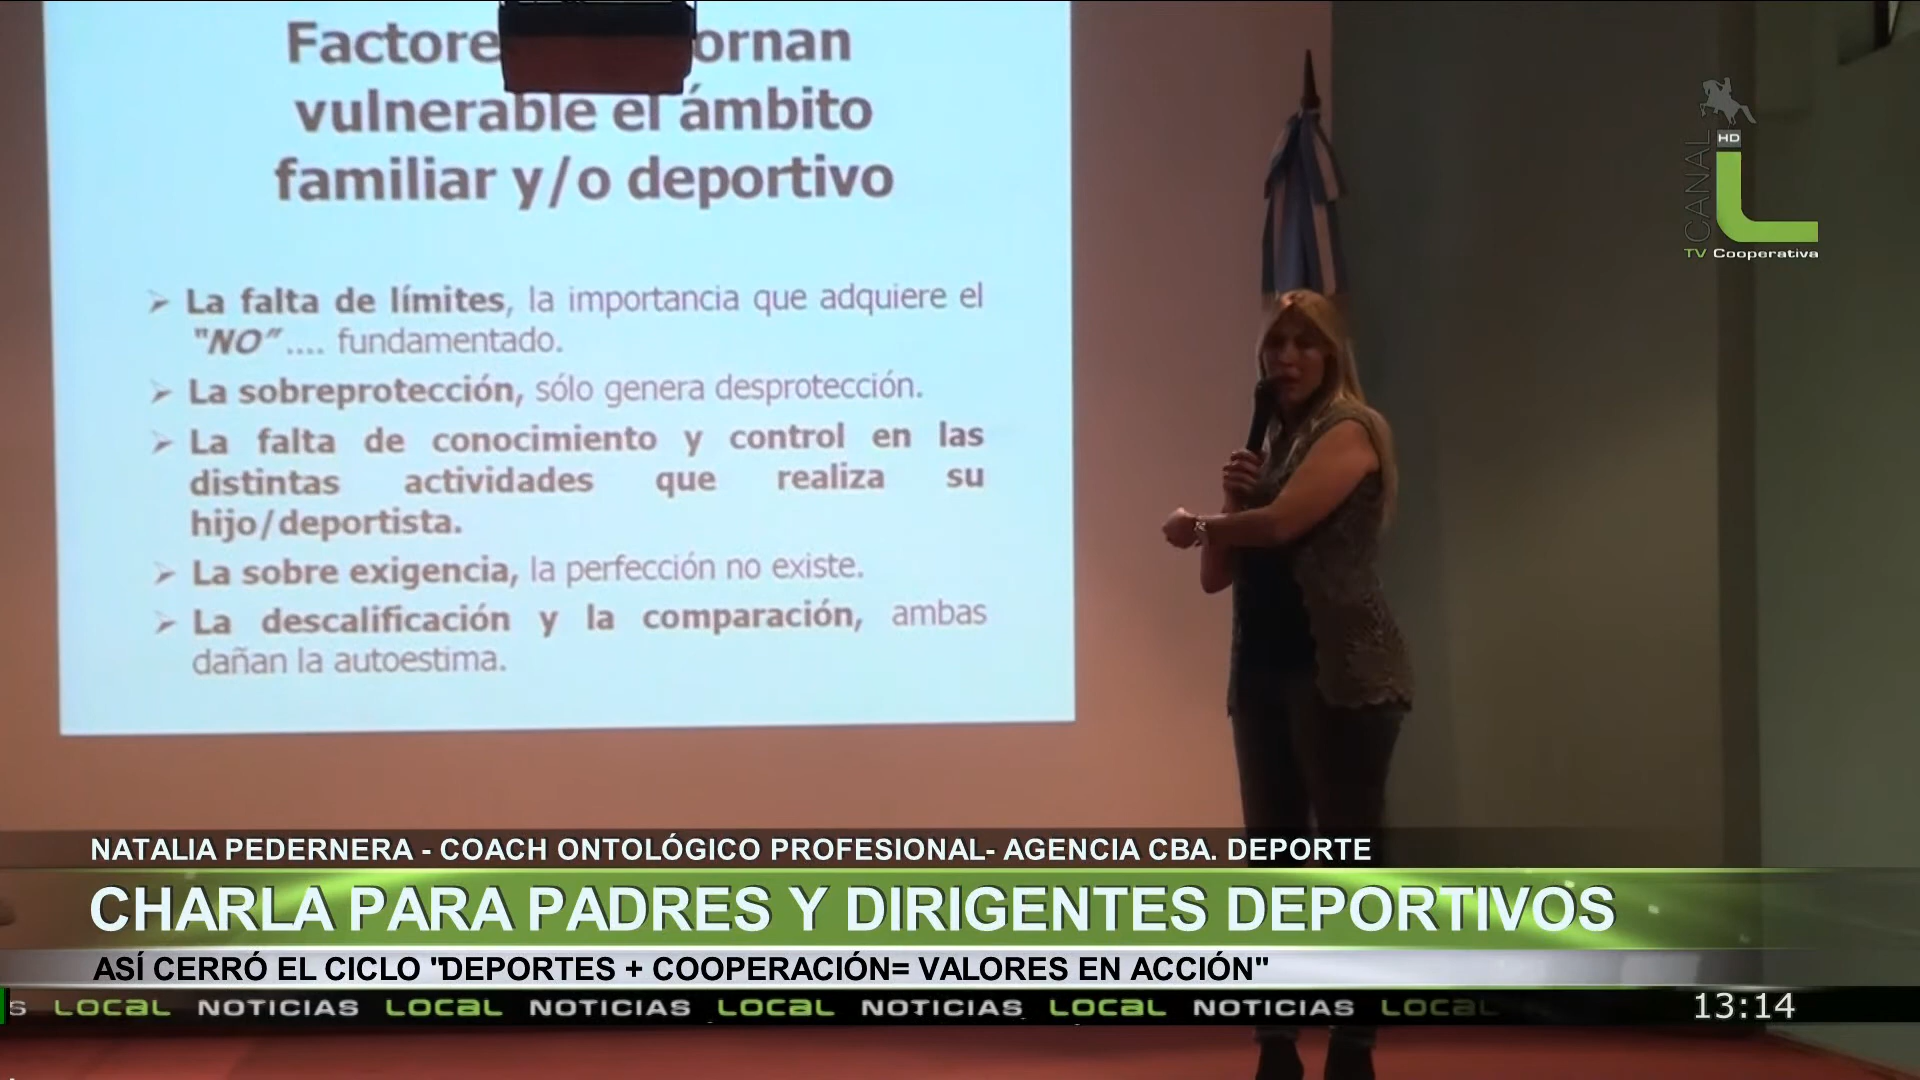 Factore ornan
vulnerable el ámbito
familiar y/o deportivo
➢ La falta de límites, la importancia que adquiere el
"NO".... fundamentado.
➢ La sobreprotección, sólo genera desprotección.
➢ La falta de conocimiento y control en las
distintas actividades que realiza su
hijo/deportista.
➢ La sobre exigencia, la perfección no existe.
➢ La descalificación y la comparación, ambas
dañan la autoestima.
CANAL
HD
L
TV Cooperativa
NATALIA PEDERNERA - COACH ONTOLÓGICO PROFESIONAL- AGENCIA CBA. DEPORTE
CHARLA PARA PADRES Y DIRIGENTES DEPORTIVOS
ASÍ CERRÓ EL CICLO "DEPORTES + COOPERACIÓN= VALORES EN ACCIÓN"
S LOCAL NOTICIAS LOCAL NOTICIAS LOCAL NOTICIAS LOCAL NOTICIAS LOCAL 13:14